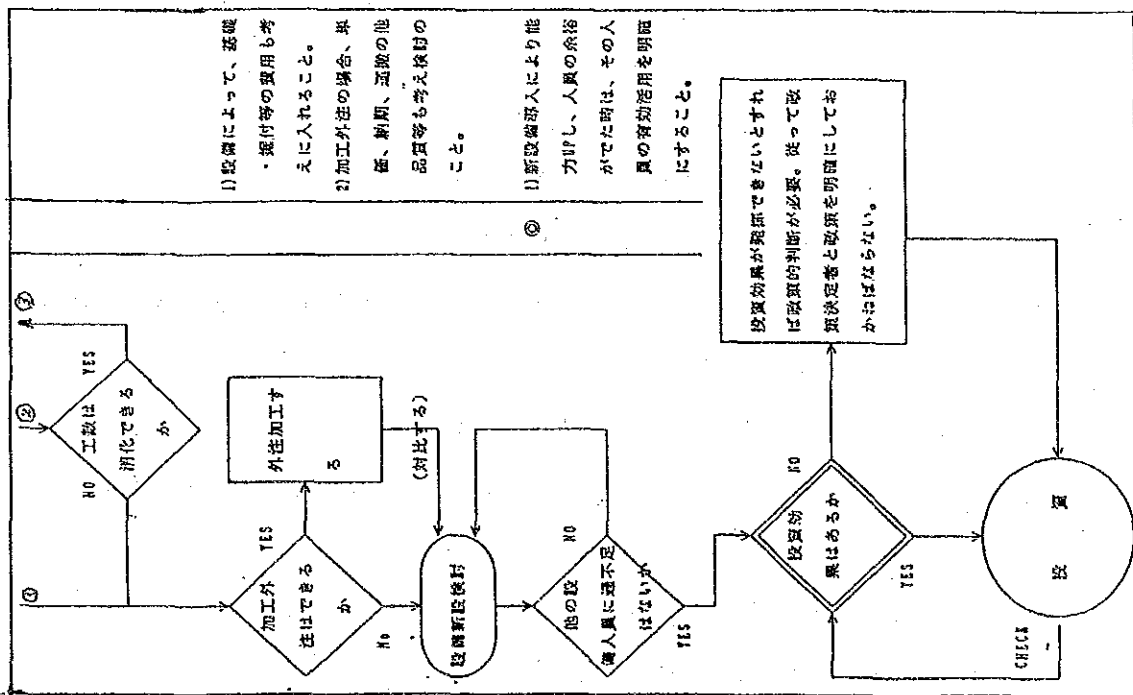 ①
②
③
工数は
消化できる
か
YES
NO
加工外
注はできる
か
YES
No
外注加工す
る
(対比する)
設備新設検討
他の設
備人員に過不足
はないか
NO
YES
投資効
果はあるか
NO
YES
投資効果が発揮できないとすれ
ば政策的判断が必要。従って政
策決定者と政策を明確にしてお
かねばならない。
投資
CHECK
1)設備によって、基礎
・据付等の費用も考
えに入れること。
2)加工外注の場合、単
価、納期、運搬の他
品質等も考え検討の
こと。
◎
1)新設備導入により能
力UPし、人員の余裕
がでた時は、その人
員の有効活用を明確
にすること。